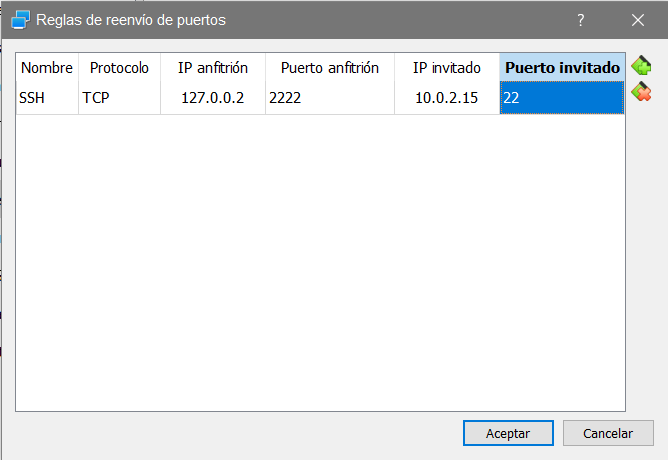 Reglas de reenvío de puertos
Nombre Protocolo IP anfitrión Puerto anfitrión IP invitado Puerto invitado
SSH TCP 127.0.0.2 2222 10.0.2.15 22
Aceptar Cancelar